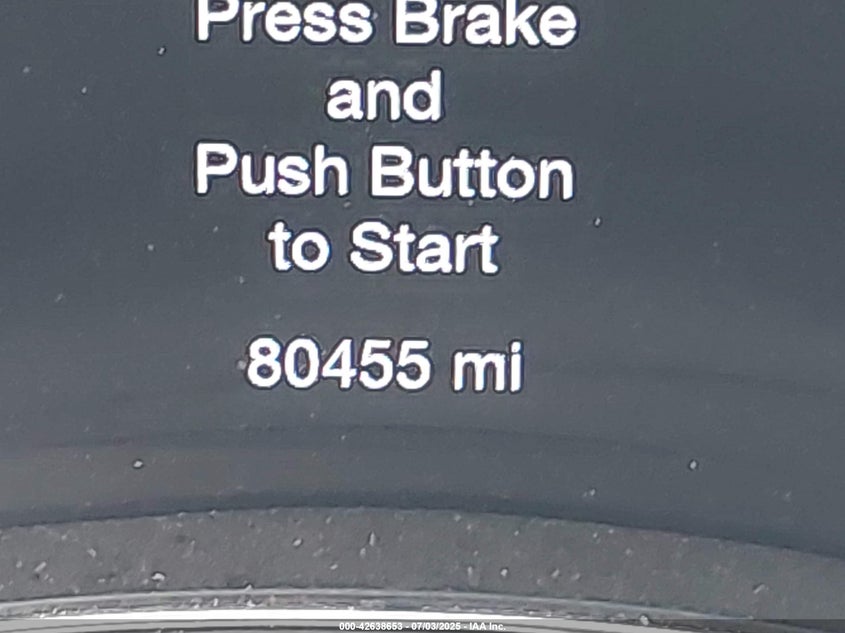 Press Brake
and
Push Button
to Start
80455 mi
000-42638653 - 07/03/2025 - IAA Inc.